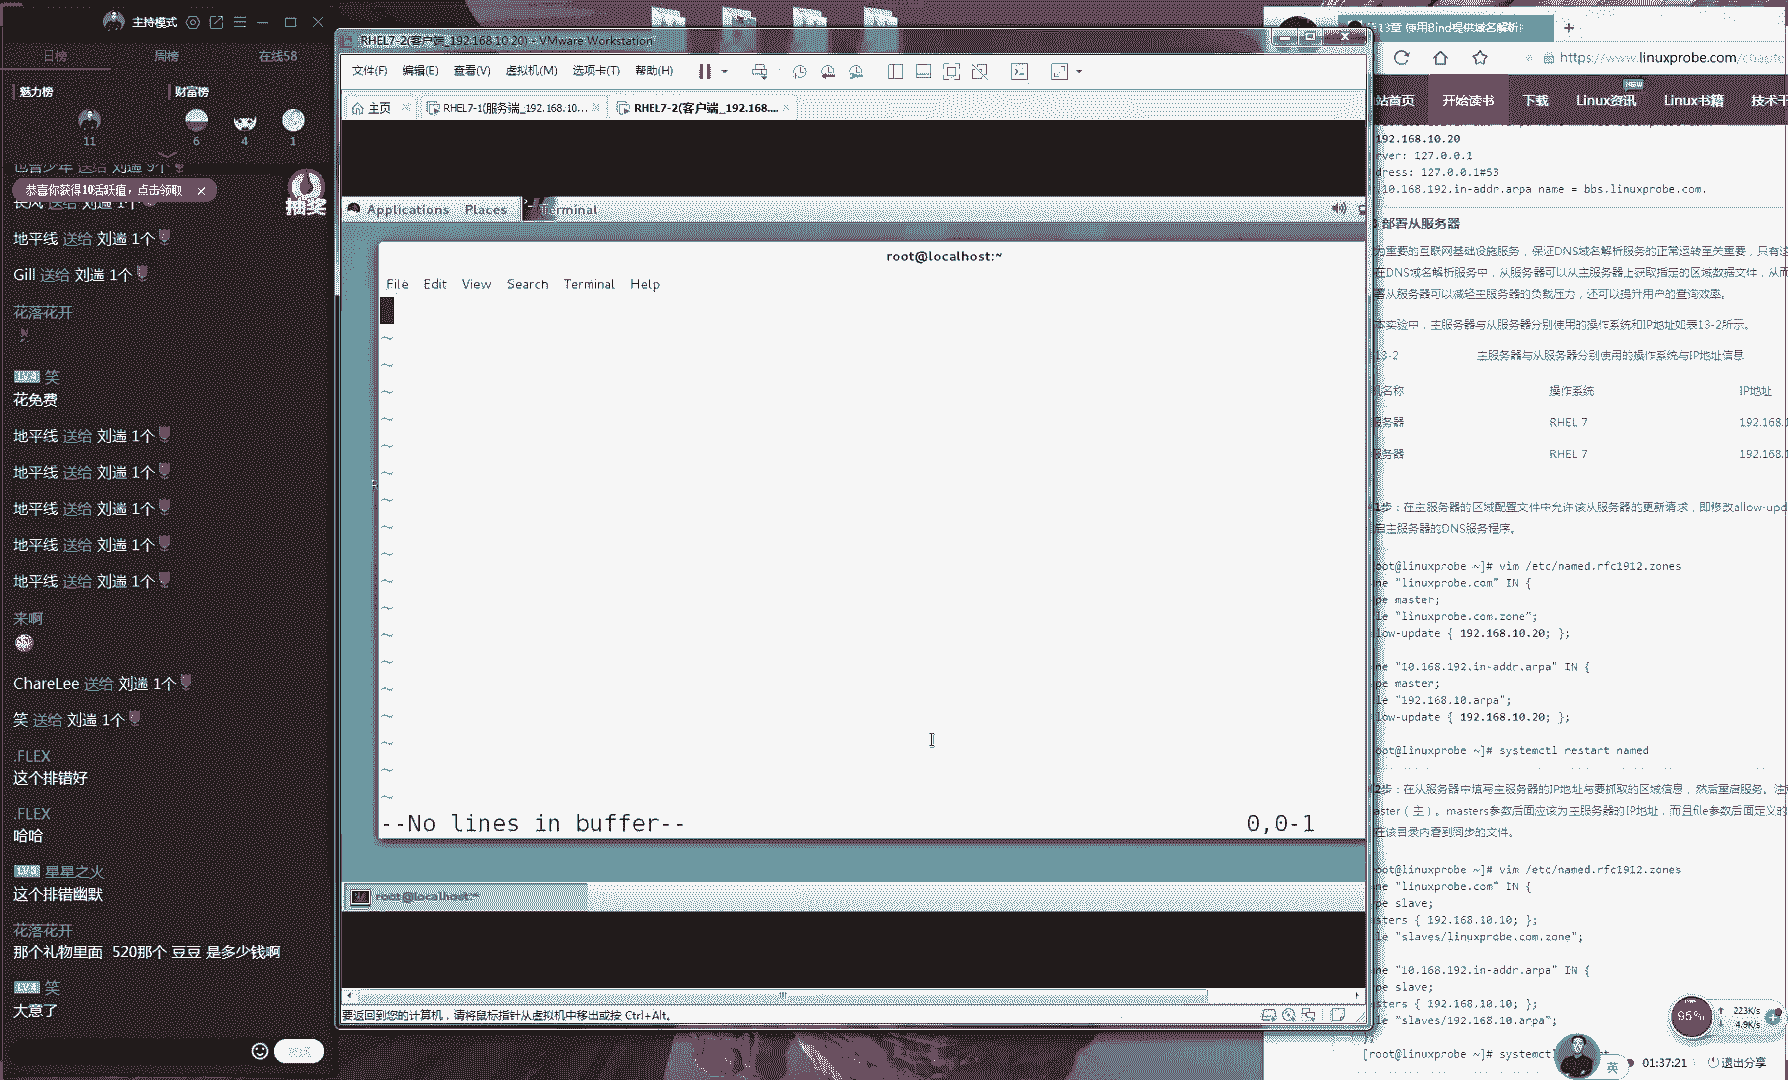 主持模式
日榜 周榜 在线58
魅力榜 财富榜
11 6 4 1
恭喜你获得10活跃值，点击领取
抽奖
地平线 送给 刘遄 1个
Gill 送给 刘遄 1个
花落花开
LV.4 笑
花免费
地平线 送给 刘遄 1个
地平线 送给 刘遄 1个
地平线 送给 刘遄 1个
地平线 送给 刘遄 1个
地平线 送给 刘遄 1个
来啊
ChareLee 送给 刘遄 1个
笑 送给 刘遄 1个
.FLEX
这个排错好
.FLEX
哈哈
LV.3 星星之火
这个排错幽默
花落花开
那个礼物里面 520那个 豆豆 是多少钱啊
LV.4 笑
大意了
RHEL7-2(客户端_192.168.10.20) - VMware Workstation
文件(F) 编辑(E) 查看(V) 虚拟机(M) 选项卡(T) 帮助(H)
主页 RHEL7-1(服务端_192.168.10... RHEL7-2(客户端_192.168....
Applications Places Terminal
root@localhost:~
File Edit View Search Terminal Help
--No lines in buffer-- 0,0-1
root@localhost:~
要返回到您的计算机，请将鼠标指针从虚拟机中移出或按 Ctrl+Alt。
第13章 使用Bind提供域名解析
https://www.linuxprobe.com/chapte
站首页 开始读书 下载 Linux资讯 NEW Linux书籍 技术干
192.168.10.20
rver: 127.0.0.1
dress: 127.0.0.1#53
.10.168.192.in-addr.arpa name = bbs.linuxprobe.com.
部署从服务器
为重要的互联网基础设施服务，保证DNS域名解析服务的正常运转至关重要，只有这
在DNS域名解析服务中，从服务器可以从主服务器上获取指定的区域数据文件，从而
署从服务器可以减轻主服务器的负载压力，还可以提升用户的查询效率。
本实验中，主服务器与从服务器分别使用的操作系统和IP地址如表13-2所示。
13-2 主服务器与从服务器分别使用的操作系统与IP地址信息
机名称 操作系统 IP地址
服务器 RHEL 7 192.168.1
服务器 RHEL 7 192.168.1
1步：在主服务器的区域配置文件中允许该从服务器的更新请求，即修改allow-upd
启主服务器的DNS服务程序。
oot@linuxprobe ~]# vim /etc/named.rfc1912.zones
ne "linuxprobe.com" IN {
pe master;
le "linuxprobe.com.zone";
low-update { 192.168.10.20; };
ne "10.168.192.in-addr.arpa" IN {
pe master;
le "192.168.10.arpa";
low-update { 192.168.10.20; };
oot@linuxprobe ~]# systemctl restart named
2步：在从服务器中填写主服务器的IP地址与要抓取的区域信息，然后重启服务。注
aster（主）。masters参数后面应该为主服务器的IP地址，而且file参数后面定义的
在该目录内看到同步的文件。
oot@linuxprobe ~]# vim /etc/named.rfc1912.zones
ne "linuxprobe.com" IN {
pe slave;
sters { 192.168.10.10; };
le "slaves/linuxprobe.com.zone";
ne "10.168.192.in-addr.arpa" IN {
pe slave;
sters { 192.168.10.10; };
le "slaves/192.168.10.arpa";
[root@linuxprobe ~]# systemctl
95% 223K/s
4.9K/s
英 01:37:21 退出分享